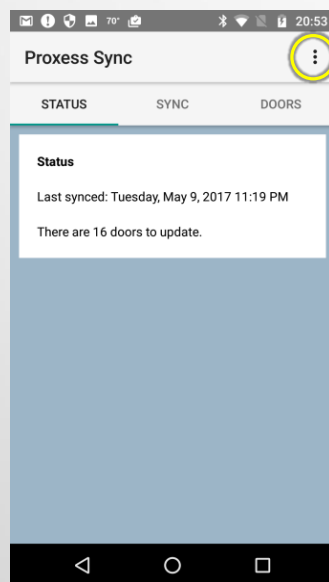 70°
20:53
Proxess Sync
STATUS SYNC DOORS
Status
Last synced: Tuesday, May 9, 2017 11:19 PM
There are 16 doors to update.